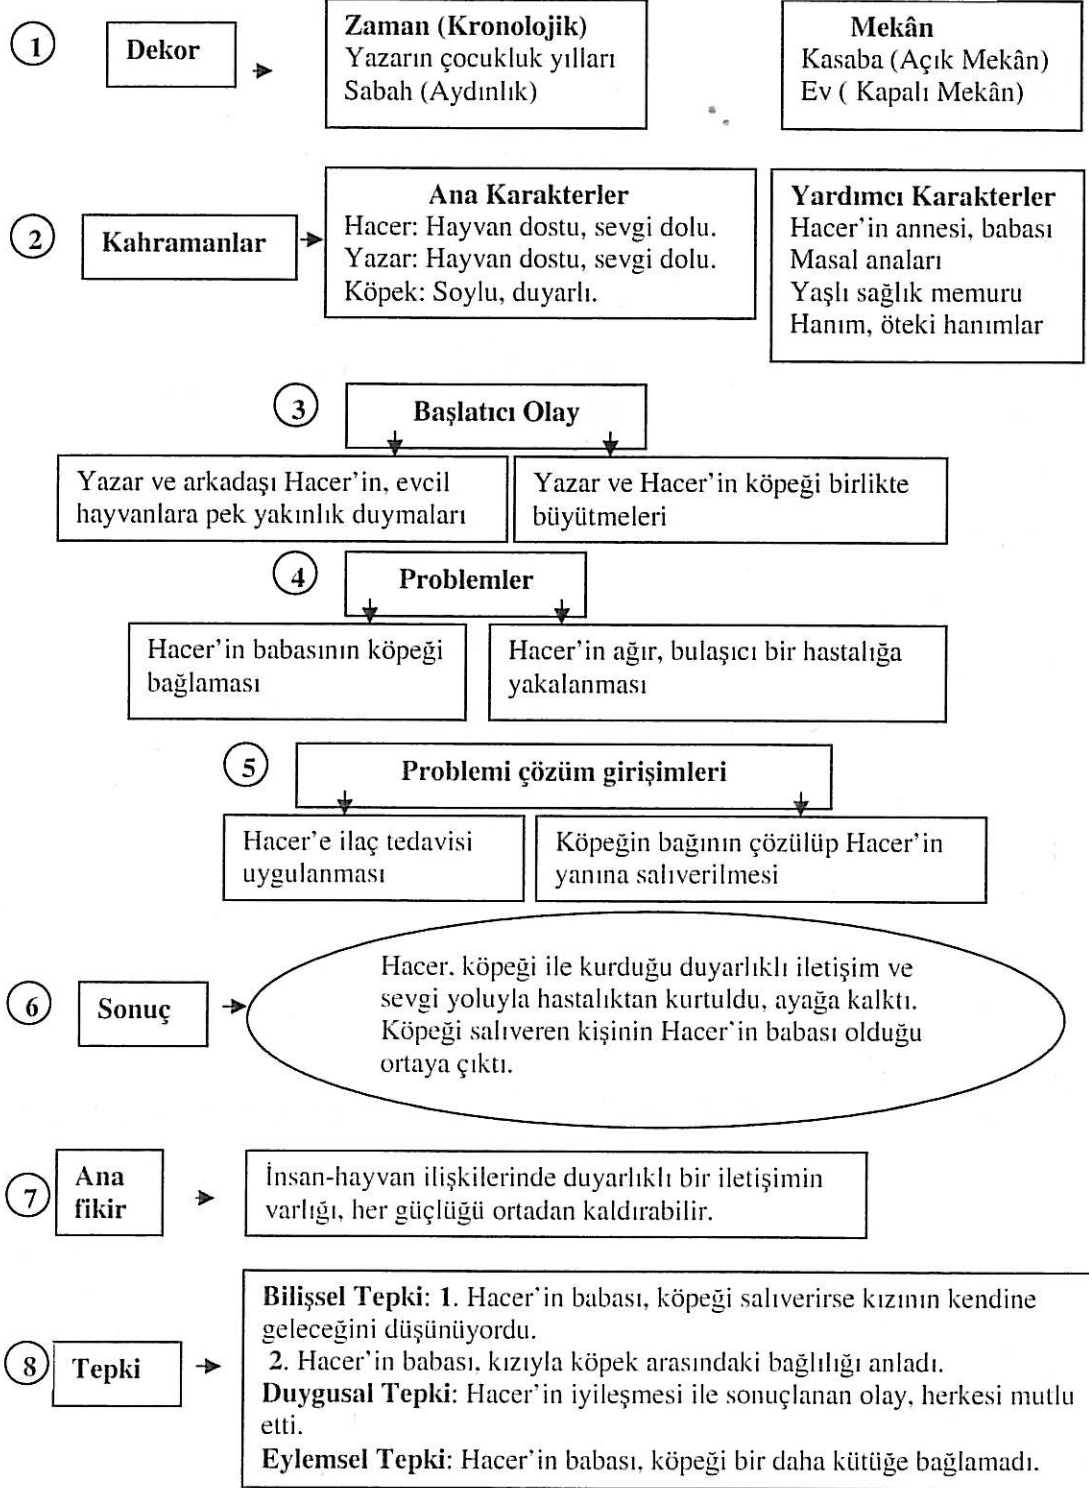 1
Dekor
Zaman (Kronolojik)
Yazarın çocukluk yılları
Sabah (Aydınlık)
Mekân
Kasaba (Açık Mekân)
Ev ( Kapalı Mekân)
2
Kahramanlar
Ana Karakterler
Hacer: Hayvan dostu, sevgi dolu.
Yazar: Hayvan dostu, sevgi dolu.
Köpek: Soylu, duyarlı.
Yardımcı Karakterler
Hacer'in annesi, babası
Masal anaları
Yaşlı sağlık memuru
Hanım, öteki hanımlar
3
Başlatıcı Olay
Yazar ve arkadaşı Hacer'in, evcil
hayvanlara pek yakınlık duymaları
Yazar ve Hacer'in köpeği birlikte
büyütmeleri
4
Problemler
Hacer'in babasının köpeği
bağlaması
Hacer'in ağır, bulaşıcı bir hastalığa
yakalanması
5
Problemi çözüm girişimleri
Hacer'e ilaç tedavisi
uygulanması
Köpeğin bağının çözülüp Hacer'in
yanına salıverilmesi
6
Sonuç
Hacer, köpeği ile kurduğu duyarlıklı iletişim ve
sevgi yoluyla hastalıktan kurtuldu, ayağa kalktı.
Köpeği salıveren kişinin Hacer'in babası olduğu
ortaya çıktı.
7
Ana
fikir
İnsan-hayvan ilişkilerinde duyarlıklı bir iletişimin
varlığı, her güçlüğü ortadan kaldırabilir.
8
Tepki
Bilişsel Tepki: 1. Hacer'in babası, köpeği salıverirse kızının kendine
geleceğini düşünüyordu.
2. Hacer'in babası, kızıyla köpek arasındaki bağlılığı anladı.
Duygusal Tepki: Hacer'in iyileşmesi ile sonuçlanan olay, herkesi mutlu
etti.
Eylemsel Tepki: Hacer'in babası, köpeği bir daha kütüğe bağlamadı.